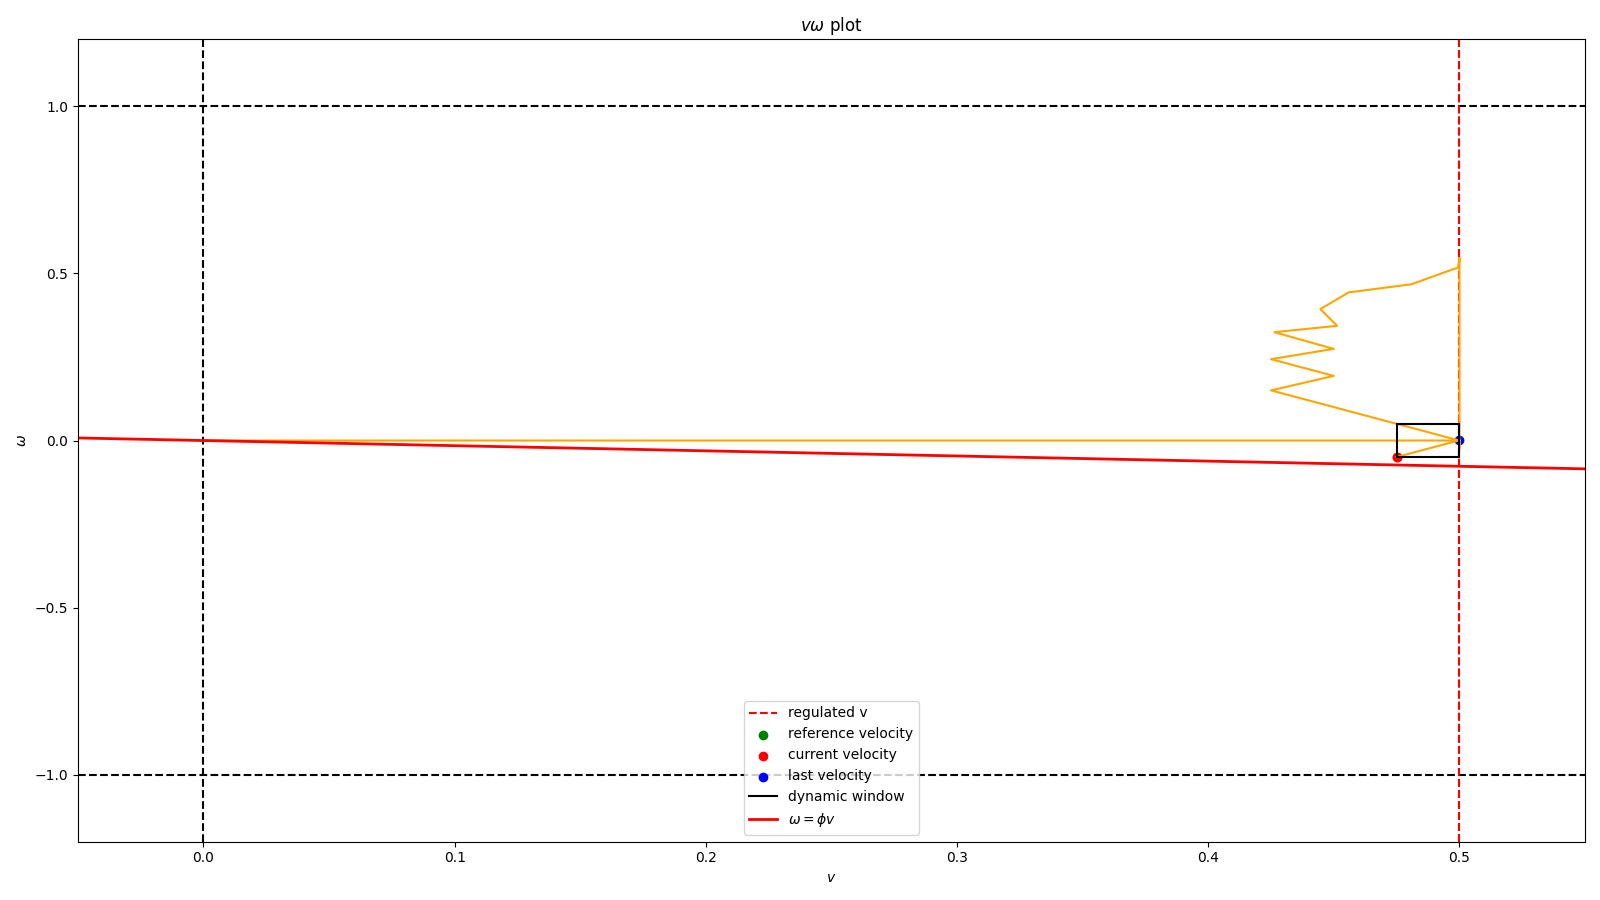 vω plot
1.0
0.5
0.0
−0.5
−1.0
ω
0.0 0.1 0.2 0.3 0.4 0.5
v
regulated v
reference velocity
current velocity
last velocity
dynamic window
ω = ϕv